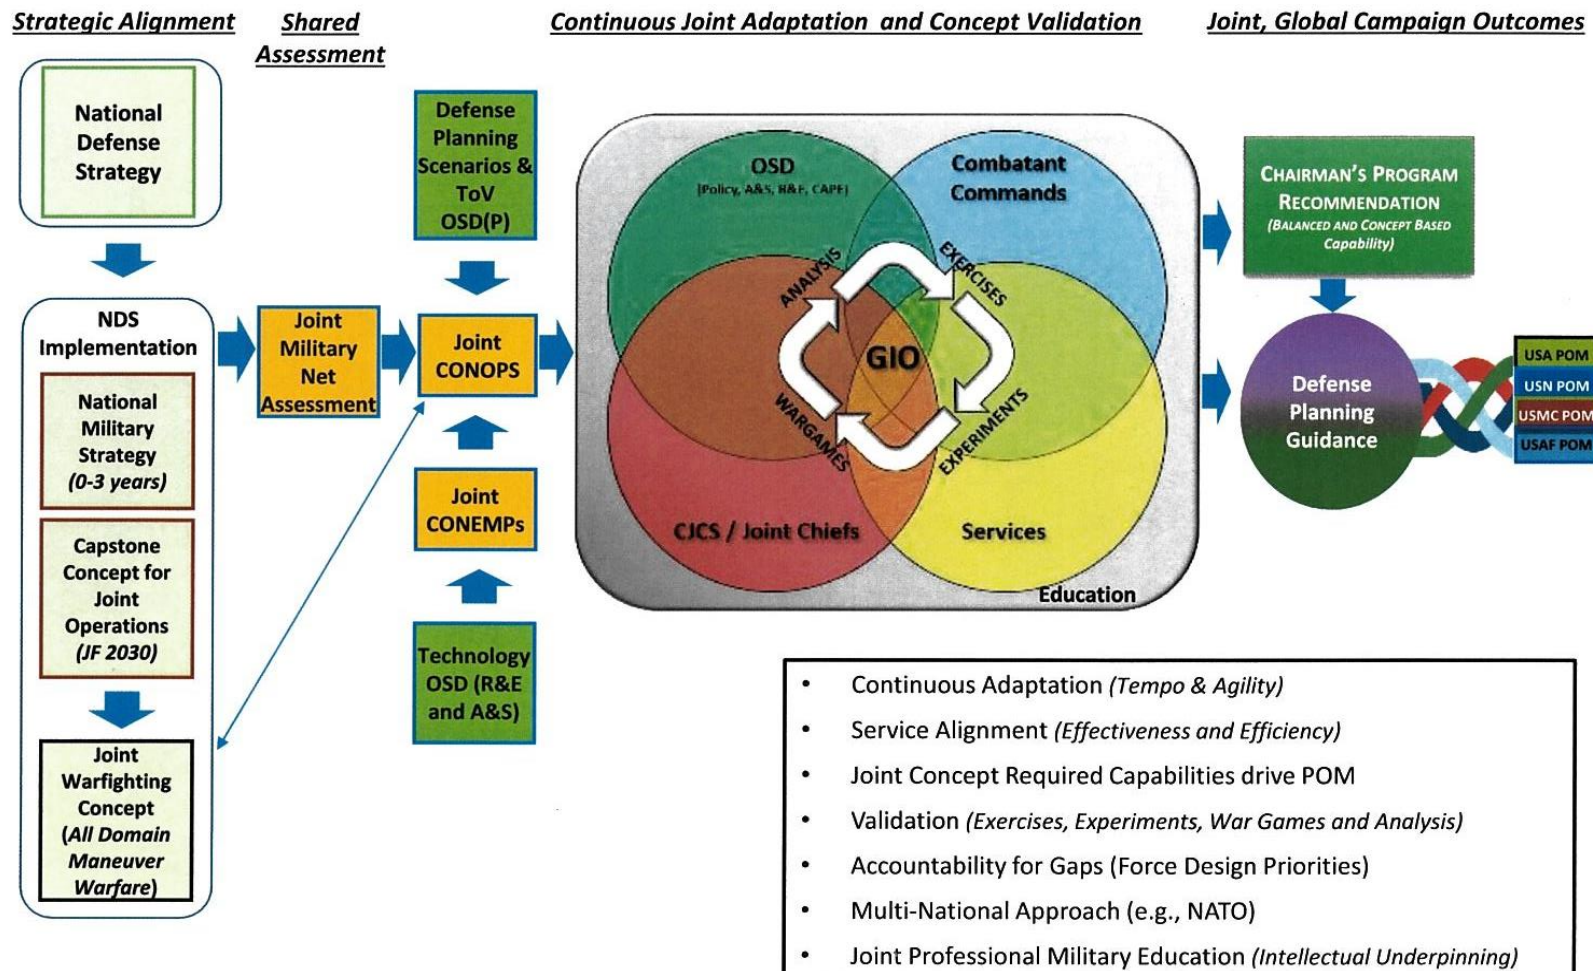 Strategic Alignment
Shared
Assessment
Continuous Joint Adaptation and Concept Validation
Joint, Global Campaign Outcomes
National
Defense
Strategy
NDS
Implementation
National
Military
Strategy
(0-3 years)
Capstone
Concept for
Joint
Operations
(JF 2030)
Joint
Warfighting
Concept
(All Domain
Maneuver
Warfare)
Joint
Military
Net
Assessment
Defense
Planning
Scenarios &
ToV
OSD(P)
Joint
CONOPS
Joint
CONEMPs
Technology
OSD (R&E
and A&S)
OSD
(Policy, A&S, R&E, CAPE)
Combatant
Commands
ANALYSIS
EXERCISES
GIO
WARGAMES
EXPERIMENTS
CJCS / Joint Chiefs
Services
Education
CHAIRMAN'S PROGRAM
RECOMMENDATION
(BALANCED AND CONCEPT BASED
Capability)
Defense
Planning
Guidance
USA POM
USN POM
USMC POM
USAF POM
• Continuous Adaptation (Tempo & Agility)
• Service Alignment (Effectiveness and Efficiency)
• Joint Concept Required Capabilities drive POM
• Validation (Exercises, Experiments, War Games and Analysis)
• Accountability for Gaps (Force Design Priorities)
• Multi-National Approach (e.g., NATO)
• Joint Professional Military Education (Intellectual Underpinning)